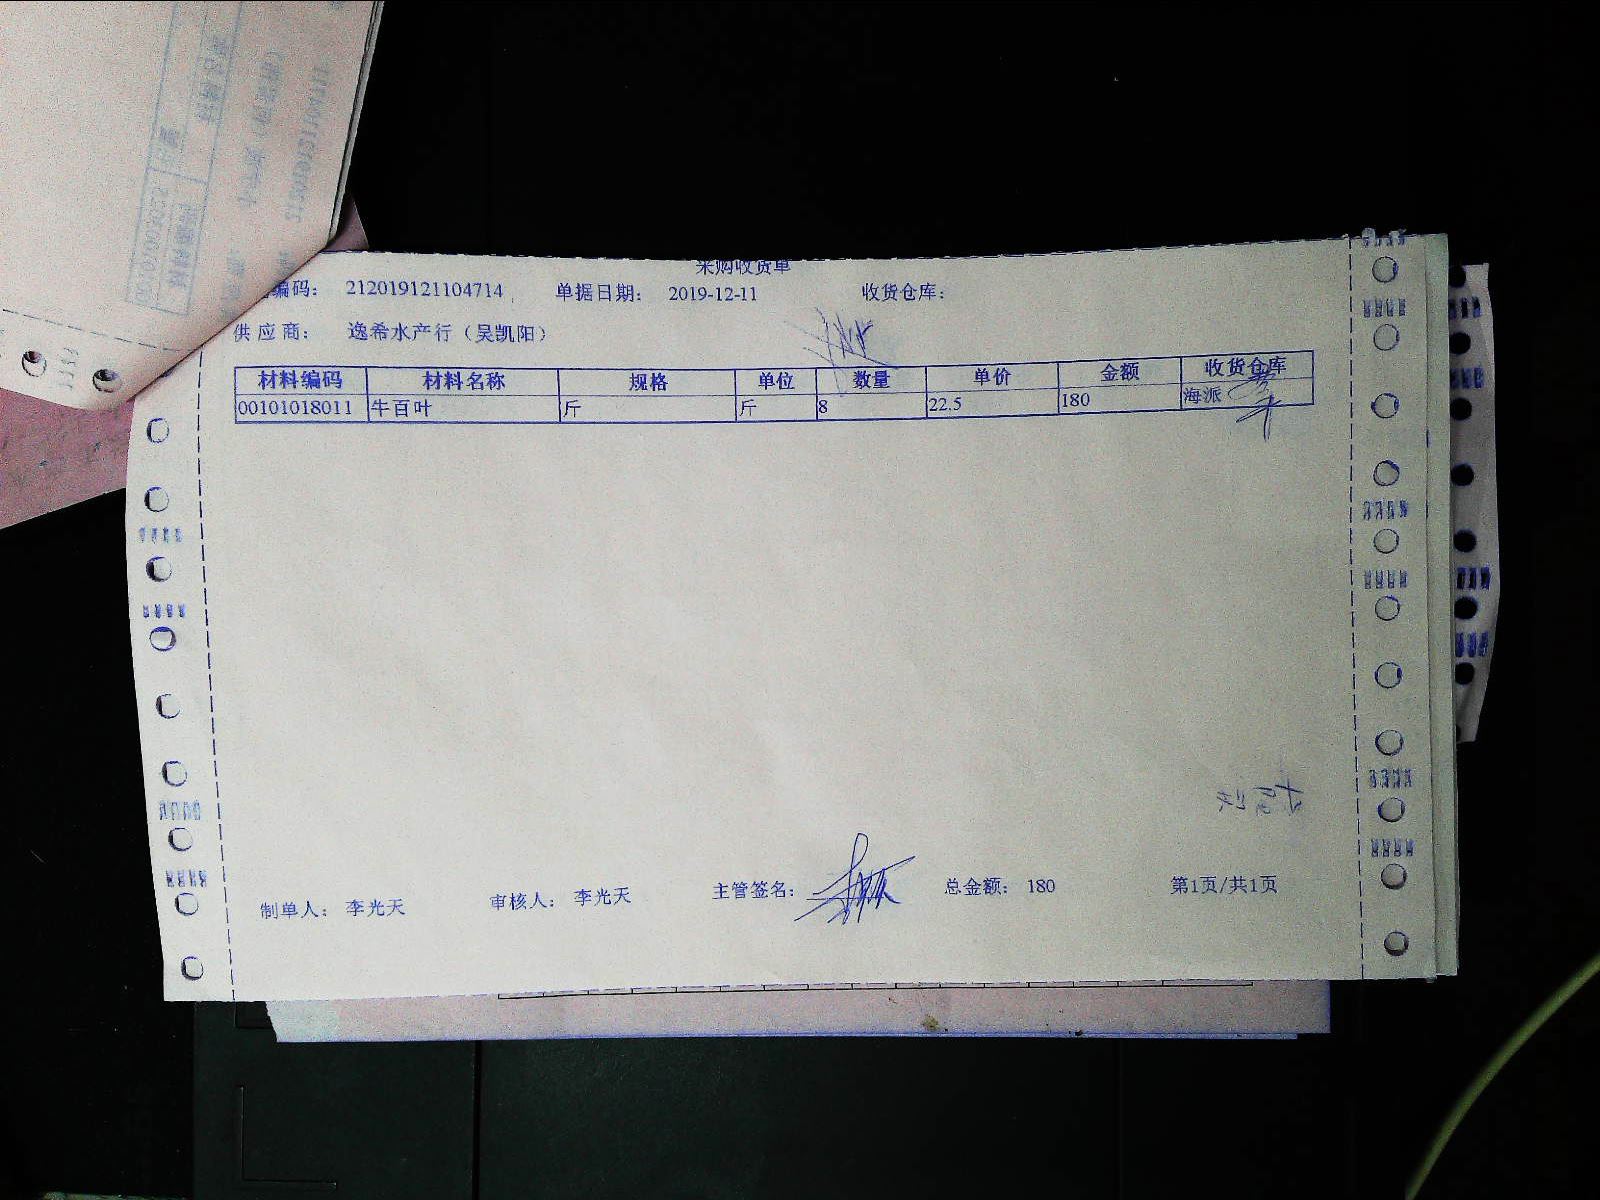 采购收货单
编码： 212019121104714 单据日期： 2019-12-11 收货仓库：
供应商： 逸希水产行（吴凯阳）
材料编码 材料名称 规格 单位 数量 单价 金额 收货仓库
00101018011 牛百叶 斤 斤 8 22.5 180 海派
制单人： 李光天 审核人： 李光天 主管签名： 总金额： 180 第1页/共1页